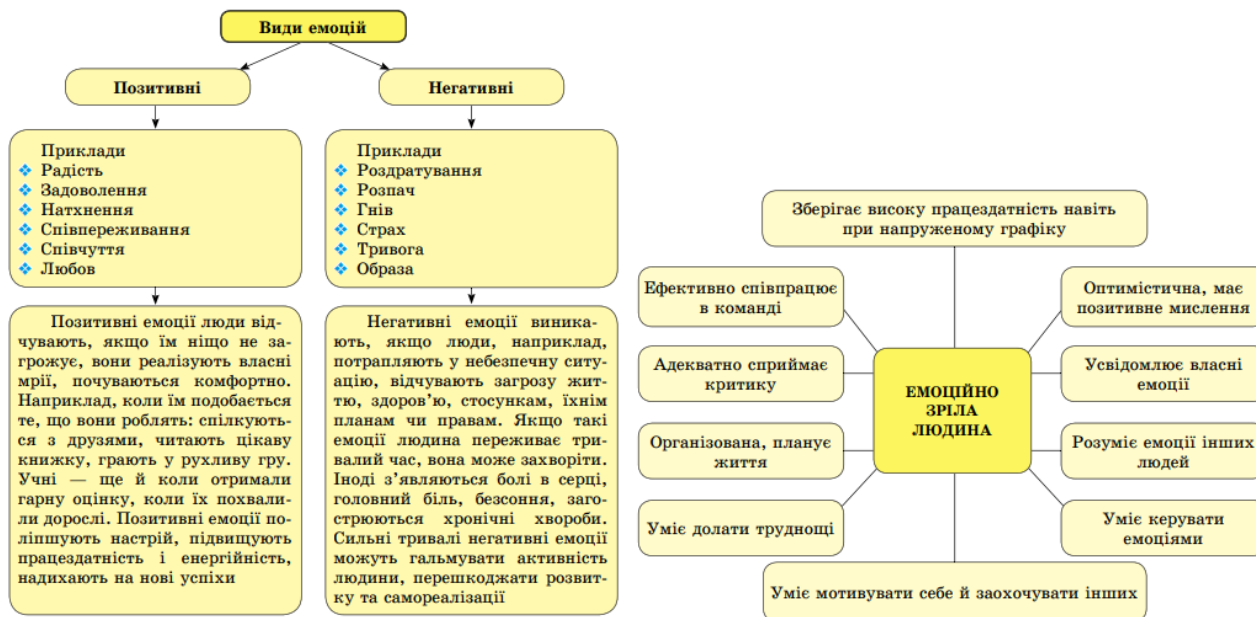 Види емоцій
Позитивні
Приклади
Радість
Задоволення
Натхнення
Співпереживання
Співчуття
Любов
Позитивні емоції люди від-
чувають, якщо їм ніщо не за-
грожує, вони реалізують власні
мрії, почуваються комфортно.
Наприклад, коли їм подобається
те, що вони роблять: спілкують-
ся з друзями, читають цікаву
книжку, грають у рухливу гру.
Учні — ще й коли отримали
гарну оцінку, коли їх похвали-
ли дорослі. Позитивні емоції по-
ліпшують настрій, підвищують
працездатність і енергійність,
надихають на нові успіхи
Негативні
Приклади
Роздратування
Розпач
Гнів
Страх
Тривога
Образа
Негативні емоції виника-
ють, якщо люди, наприклад,
потрапляють у небезпечну ситу-
ацію, відчувають загрозу жит-
тю, здоров’ю, стосункам, їхнім
планам чи правам. Якщо такі
емоції людина переживає три-
валий час, вона може захворіти.
Іноді з’являються болі в серці,
головний біль, безсоння, заго-
стрюються хронічні хвороби.
Сильні тривалі негативні емоції
можуть гальмувати активність
людини, перешкоджати розвит-
ку та самореалізації
Зберігає високу працездатність навіть
при напруженому графіку
Ефективно співпрацює
в команді
Адекватно сприймає
критику
Організована, планує
життя
Уміє долати труднощі
ЕМОЦІЙНО
ЗРІЛА
ЛЮДИНА
Оптимістична, має
позитивне мислення
Усвідомлює власні
емоції
Розуміє емоції інших
людей
Уміє керувати
емоціями
Уміє мотивувати себе й заохочувати інших